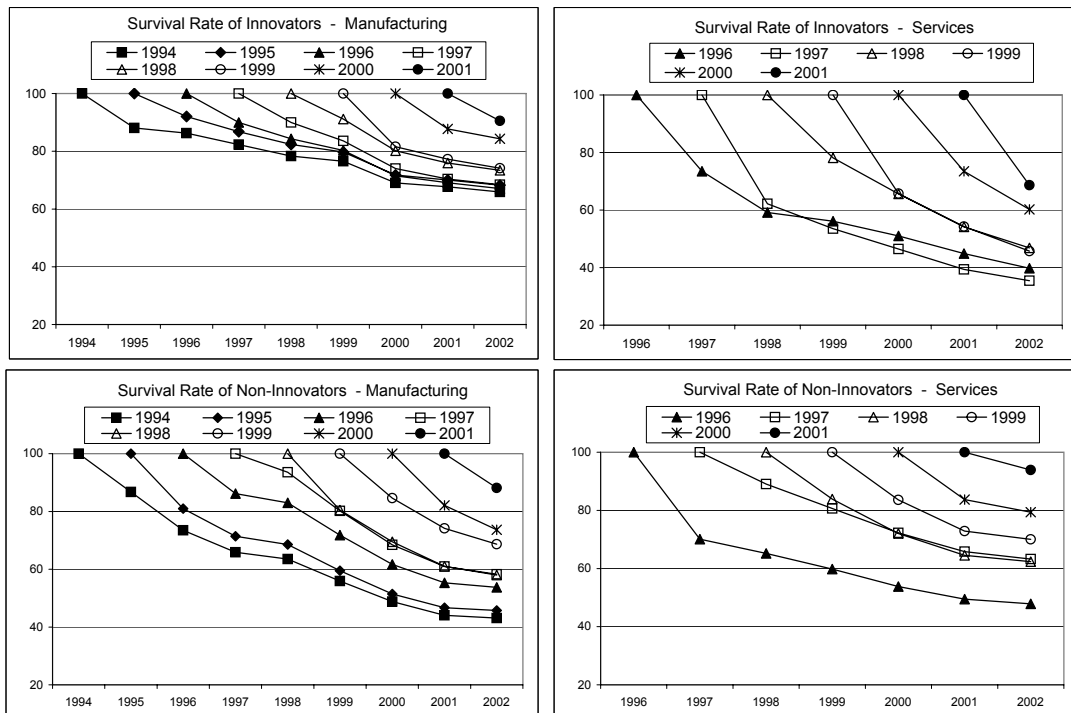 Survival Rate of Innovators - Manufacturing
1994 1995 1996 1997
1998 1999 2000 2001
100
80
60
40
20
1994 1995 1996 1997 1998 1999 2000 2001 2002
Survival Rate of Innovators - Services
1996 1997 1998 1999
2000 2001
100
80
60
40
20
1996 1997 1998 1999 2000 2001 2002
Survival Rate of Non-Innovators - Manufacturing
1994 1995 1996 1997
1998 1999 2000 2001
100
80
60
40
20
1994 1995 1996 1997 1998 1999 2000 2001 2002
Survival Rate of Non-Innovators - Services
1996 1997 1998 1999
2000 2001
100
80
60
40
20
1996 1997 1998 1999 2000 2001 2002